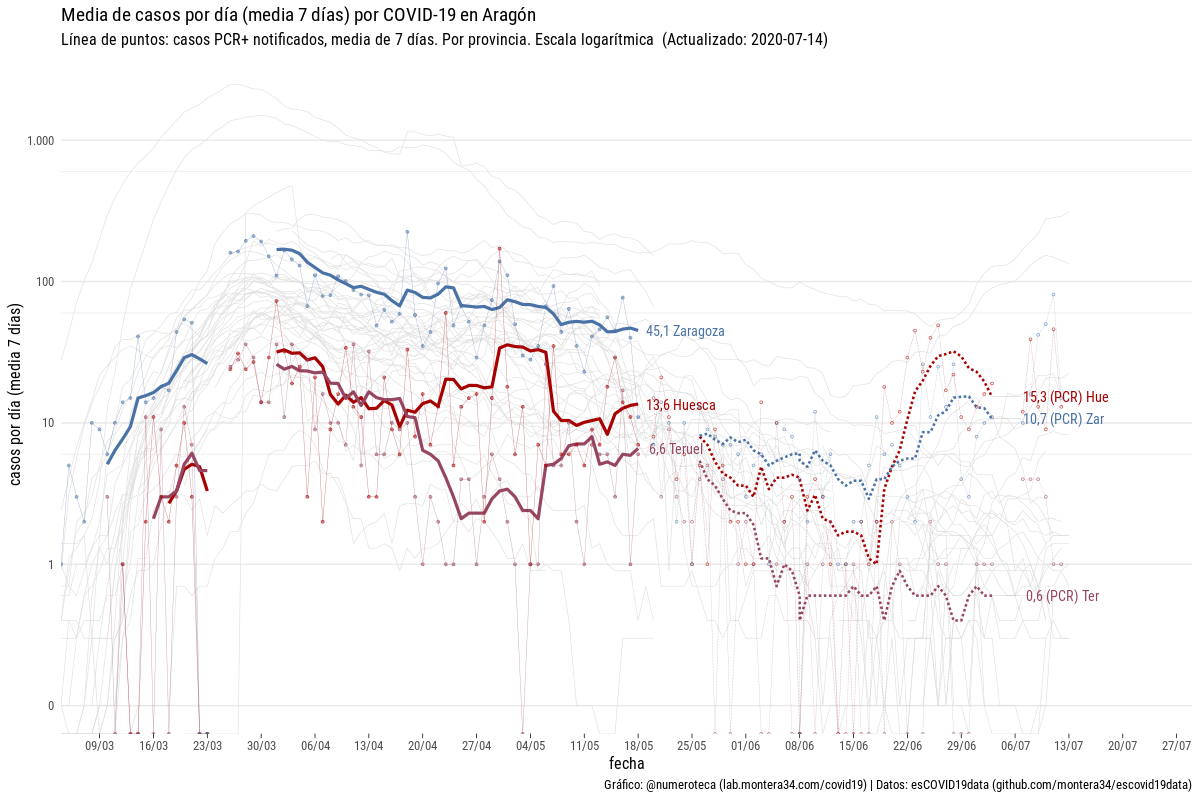 Media de casos por día (media 7 días) por COVID-19 en Aragón
Línea de puntos: casos PCR+ notificados, media de 7 días. Por provincia. Escala logarítmica (Actualizado: 2020-07-14)
casos por día (media 7 días)
1.000
100
10
1
0
45,1 Zaragoza
13,6 Huesca
6,6 Teruel
15,3 (PCR) Hue
10,7 (PCR) Zar
0,6 (PCR) Ter
09/03 16/03 23/03 30/03 06/04 13/04 20/04 27/04 04/05 11/05 18/05 25/05 01/06 08/06 15/06 22/06 29/06 06/07 13/07 20/07 27/07
fecha
Gráfico: @numeroteca (lab.montera34.com/covid19) | Datos: esCOVID19data (github.com/montera34/escovid19data)